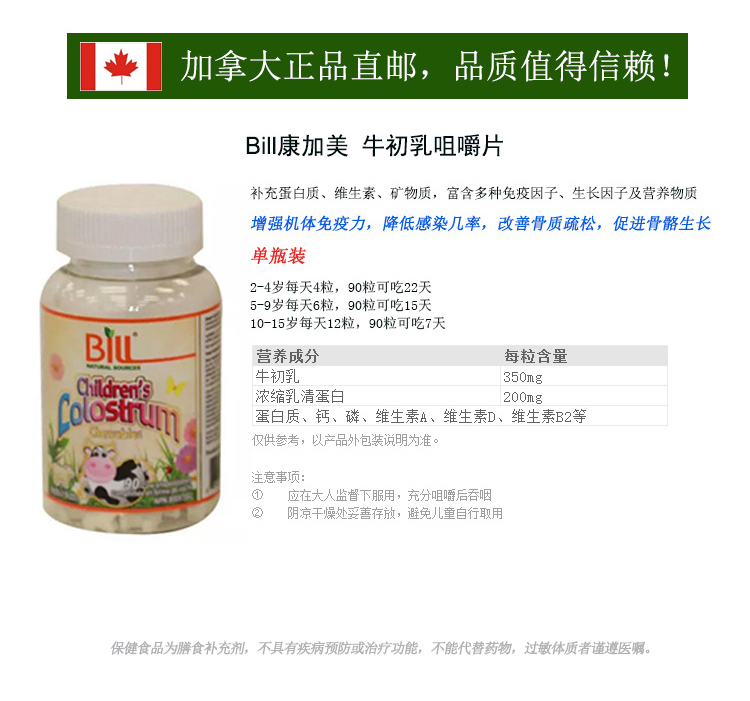 加拿大正品直邮，品质值得信赖！
Bill康加美 牛初乳咀嚼片
补充蛋白质、维生素、矿物质，富含多种免疫因子、生长因子及营养物质
增强机体免疫力，降低感染几率，改善骨质疏松，促进骨骼生长
单瓶装
2-4岁每天4粒，90粒可吃22天
5-9岁每天6粒，90粒可吃15天
10-15岁每天12粒，90粒可吃7天
营养成分 每粒含量
牛初乳 350mg
浓缩乳清蛋白 200mg
蛋白质、钙、磷、维生素A、维生素D、维生素B2等
仅供参考，以产品外包装说明为准。
注意事项：
① 应在大人监督下服用，充分咀嚼后吞咽
② 阴凉干燥处妥善存放，避免儿童自行取用
Bill
NATURAL SOURCES
Children's
Colostrum
90
保健食品为膳食补充剂，不具有疾病预防或治疗功能，不能代替药物，过敏体质者谨遵医嘱。